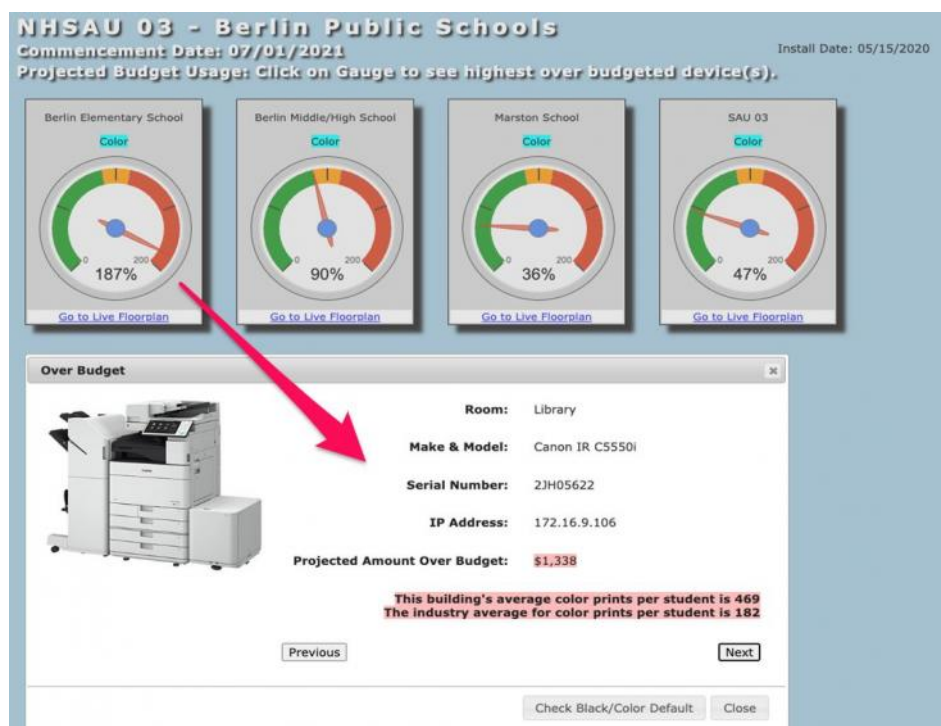 NHSAU 03 - Berlin Public Schools
Commencement Date: 07/01/2021
Install Date: 05/15/2020
Projected Budget Usage: Click on Gauge to see highest over budgeted device(s).
Berlin Elementary School
Color
0 200
187%
Go to Live Floorplan
Berlin Middle/High School
Color
0 200
90%
Go to Live Floorplan
Marston School
Color
0 200
36%
Go to Live Floorplan
SAU 03
Color
0 200
47%
Go to Live Floorplan
Over Budget
Room: Library
Make & Model: Canon IR C5550i
Serial Number: 2JH05622
IP Address: 172.16.9.106
Projected Amount Over Budget: $1,338
This building's average color prints per student is 469
The industry average for color prints per student is 182
Previous Next
Check Black/Color Default Close